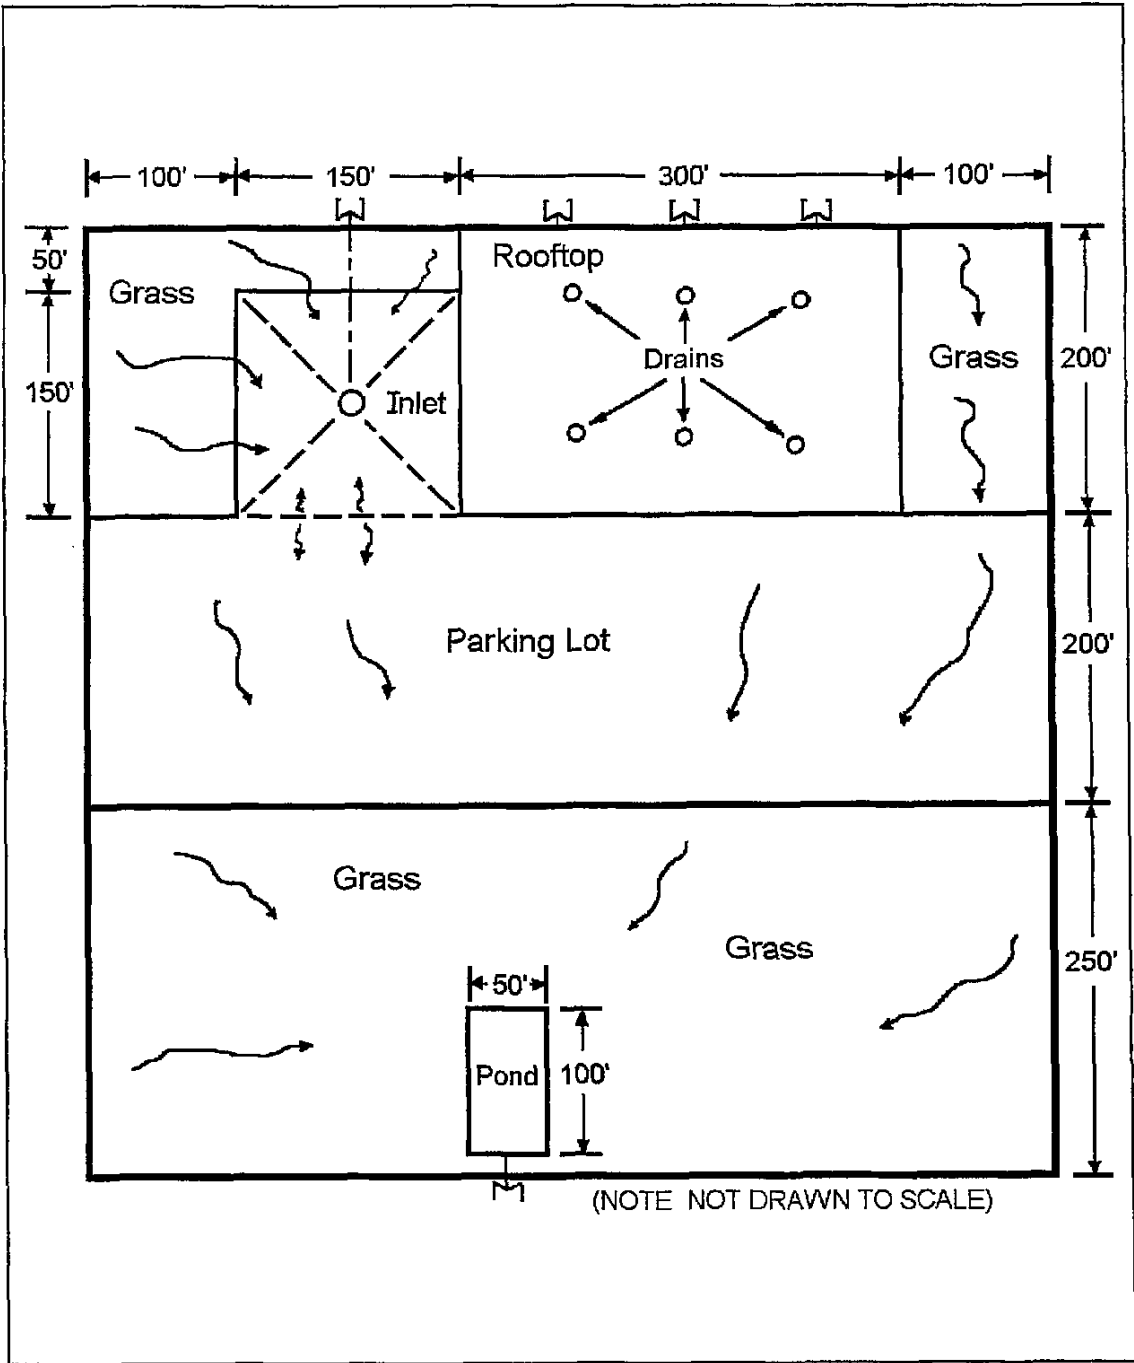 100' 150' 300' 100'
50'
Rooftop
Grass
Drains
Grass
200'
150'
Inlet
Parking Lot
200'
Grass
Grass
250'
50'
Pond
100'
(NOTE NOT DRAWN TO SCALE)